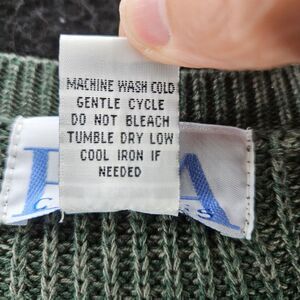 MACHINE WASH COLD
GENTLE CYCLE
DO NOT BLEACH
TUMBLE DRY LOW
COOL IRON IF
NEEDED